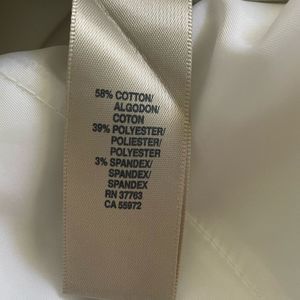 58% COTTON/
ALGODON/
COTON
39% POLYESTER/
POLIESTER/
POLYESTER
3% SPANDEX/
SPANDEX/
SPANDEX
RN 37763
CA 55972